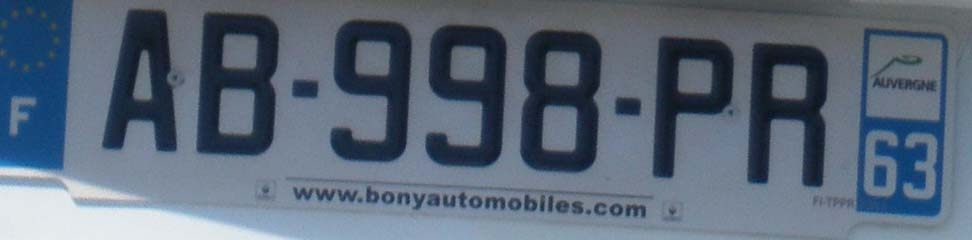 F AB-998-PR AUVERGNE
63
www.bonyautomobiles.com FI-TPPR